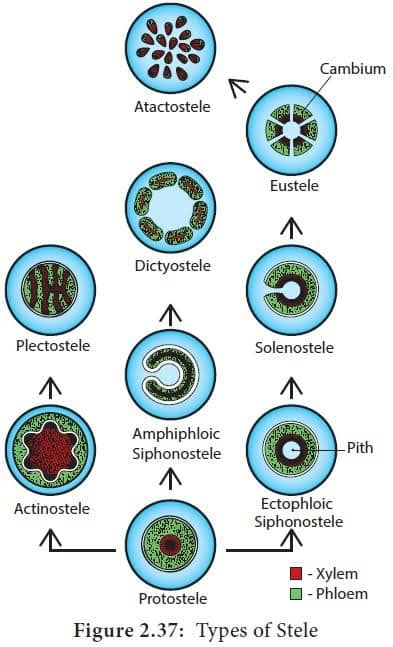 Atactostele
Cambium
Eustele
Dictyostele
Plectostele
Solenostele
Amphiphloic
Siphonostele
Pith
Actinostele
Ectophloic
Siphonostele
Protostele
- Xylem
- Phloem
Figure 2.37: Types of Stele